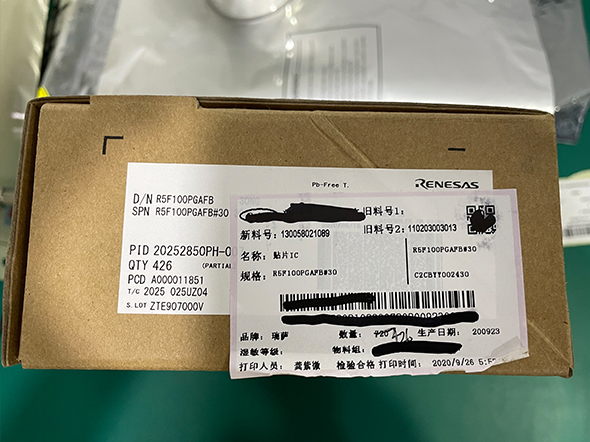 Pb-Free T.
RENESAS
D/N R5F100PGAFB
SPN R5F100PGAFB#30
PID 20252850PH-0
QTY 426 (PARTIAL
PCD A000011851
T/C 2025 025UZ04
S.LOT ZTE907000V
旧料号1:
新料号: 130058021089 旧料号2: 110203003013
名称: 贴片IC R5F100PGAFB#30
规格: R5F100PGAFB#30 C2CBYY002430
品牌: 瑞萨 数量: 426 生产日期: 200923
湿敏等级: 物料组:
打印人员: 龚紫微 检验合格 打印时间: 2020/9/26